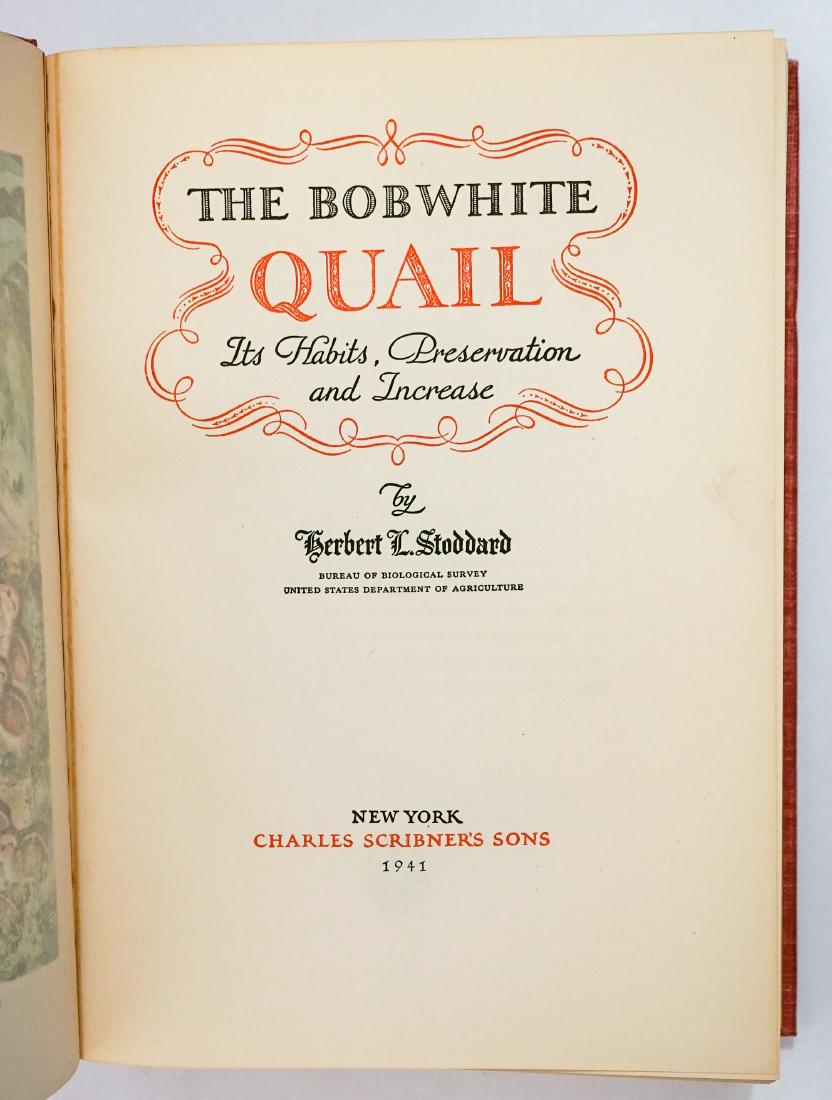 THE BOBWHITE
QUAIL
Its Habits, Preservation
and Increase
by
Herbert L. Stoddard
BUREAU OF BIOLOGICAL SURVEY
UNITED STATES DEPARTMENT OF AGRICULTURE
NEW YORK
CHARLES SCRIBNER'S SONS
1941